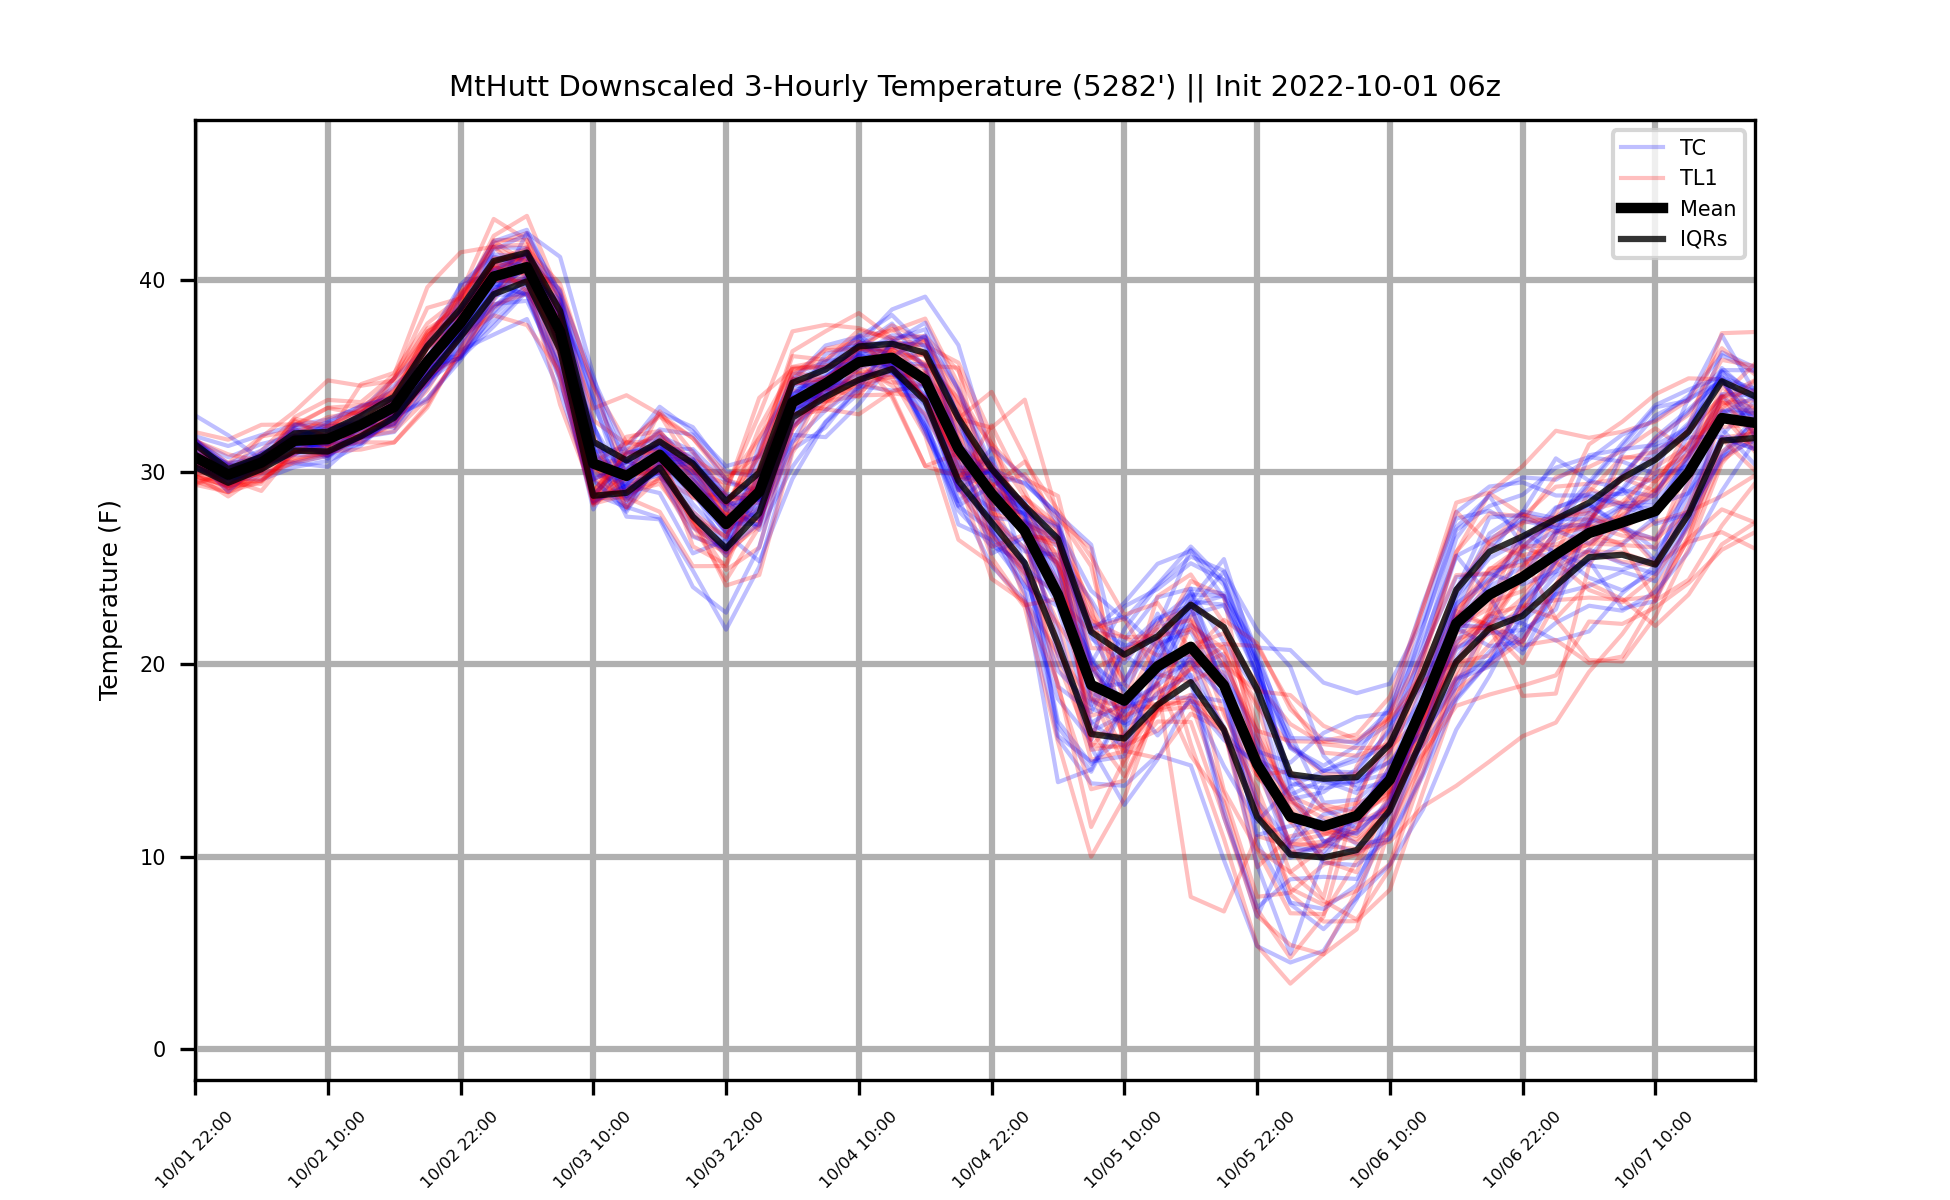 MtHutt Downscaled 3-Hourly Temperature (5282') || Init 2022-10-01 06z
TC
TL1
Mean
IQRs
Temperature (F)
40
30
20
10
0
10/01 22:00
10/02 10:00
10/02 22:00
10/03 10:00
10/03 22:00
10/04 10:00
10/04 22:00
10/05 10:00
10/05 22:00
10/06 10:00
10/06 22:00
10/07 10:00